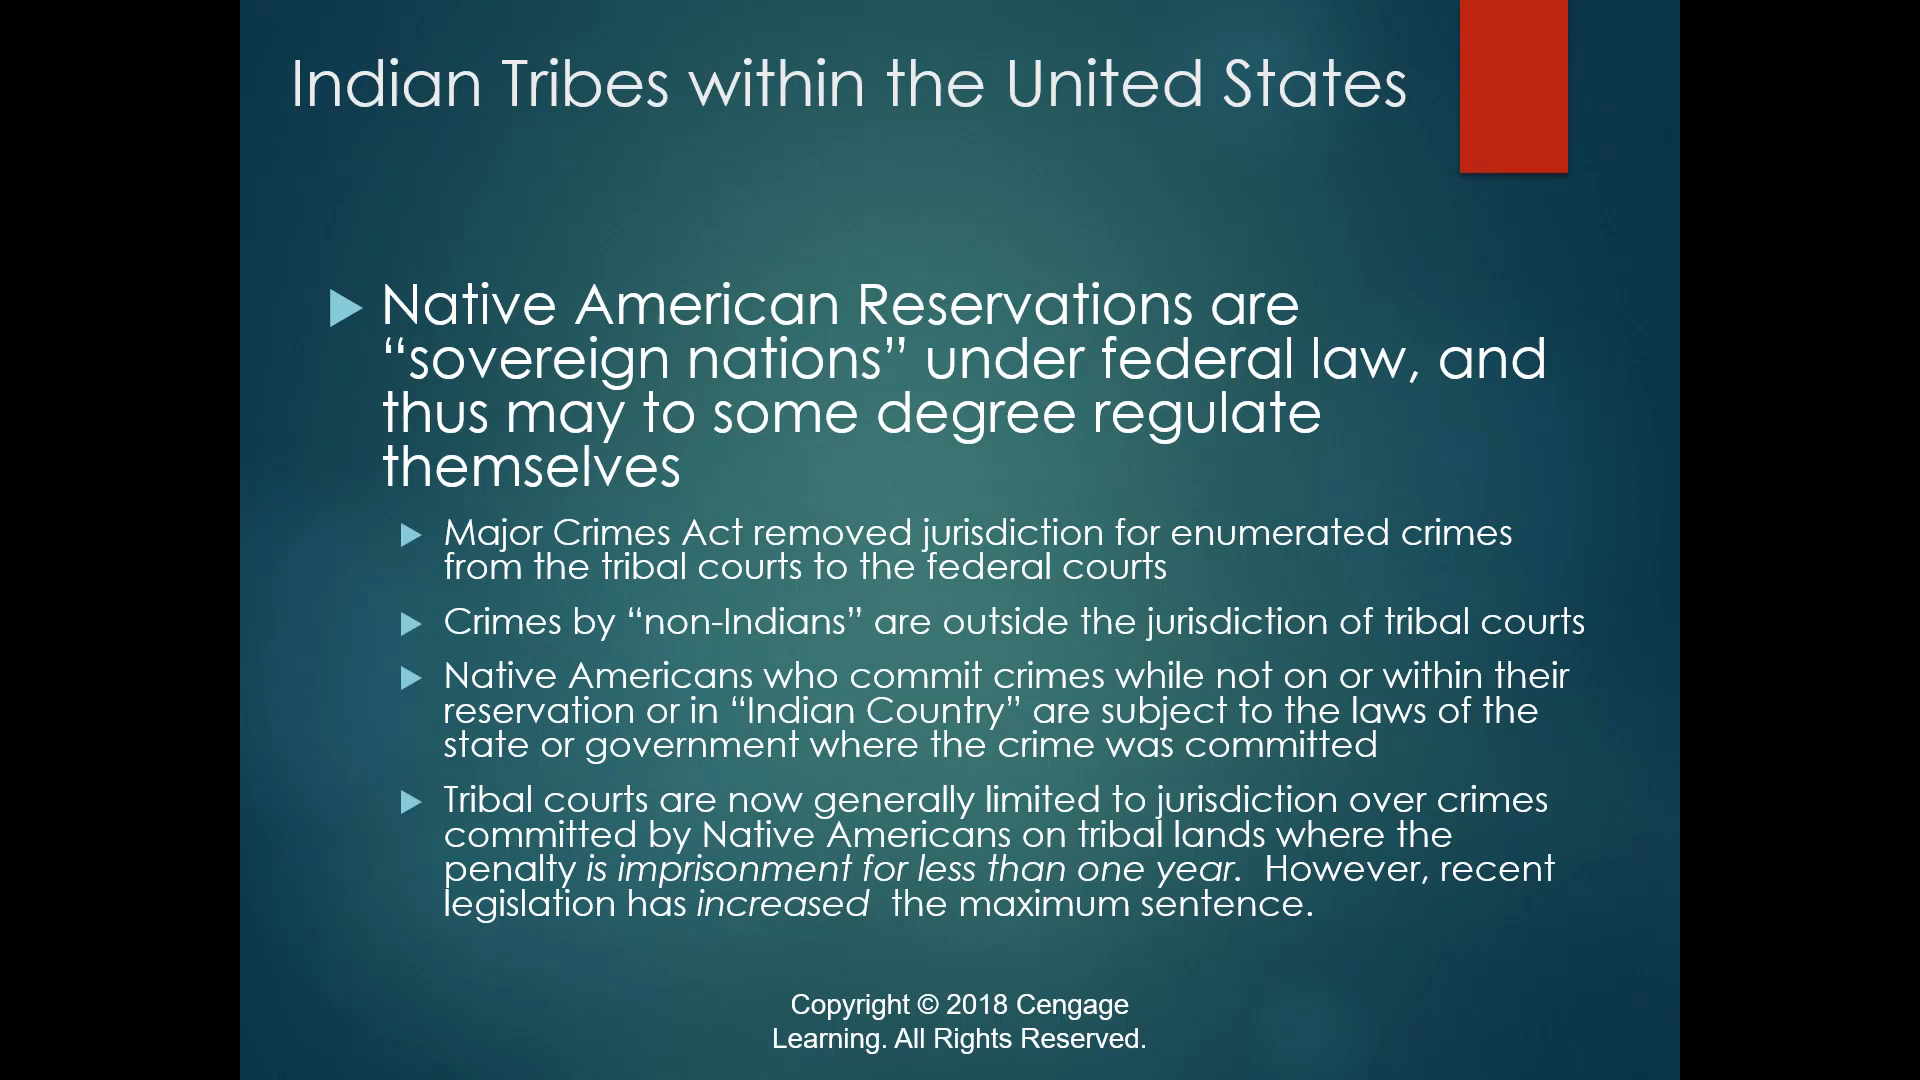 Indian Tribes within the United States
Native American Reservations are
“sovereign nations” under federal law, and
thus may to some degree regulate
themselves
Major Crimes Act removed jurisdiction for enumerated crimes
from the tribal courts to the federal courts
Crimes by “non-Indians” are outside the jurisdiction of tribal courts
Native Americans who commit crimes while not on or within their
reservation or in “Indian Country” are subject to the laws of the
state or government where the crime was committed
Tribal courts are now generally limited to jurisdiction over crimes
committed by Native Americans on tribal lands where the
penalty is imprisonment for less than one year.  However, recent
legislation has increased  the maximum sentence.
Copyright © 2018 Cengage
Learning. All Rights Reserved.